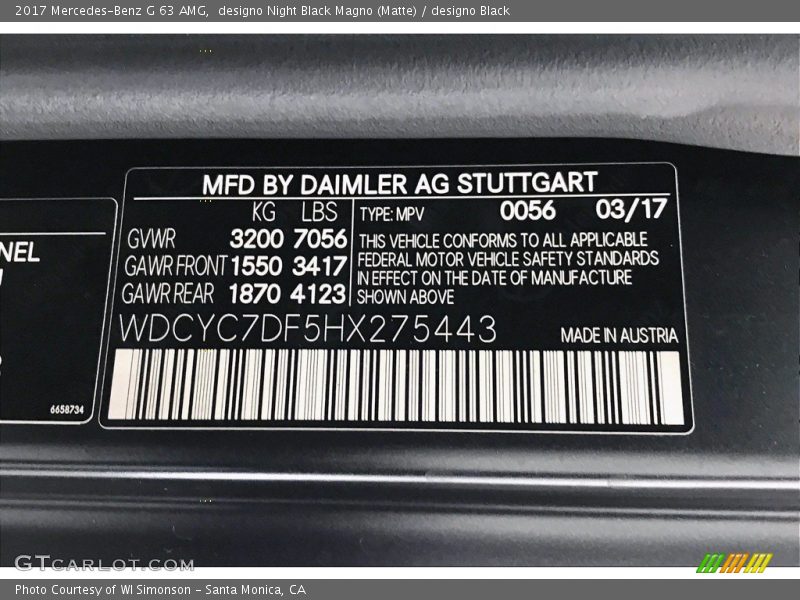 2017 Mercedes-Benz G 63 AMG,  designo Night Black Magno (Matte) / designo Black
MFD BY DAIMLER AG STUTTGART
KG LBS TYPE: MPV 0056 03/17
GVWR 3200 7056
GAWR FRONT 1550 3417
GAWR REAR 1870 4123
THIS VEHICLE CONFORMS TO ALL APPLICABLE
FEDERAL MOTOR VEHICLE SAFETY STANDARDS
IN EFFECT ON THE DATE OF MANUFACTURE
SHOWN ABOVE
WDCYC7DF5HX275443 MADE IN AUSTRIA
6658734
GTCARLOT.COM
Photo Courtesy of WI Simonson - Santa Monica, CA